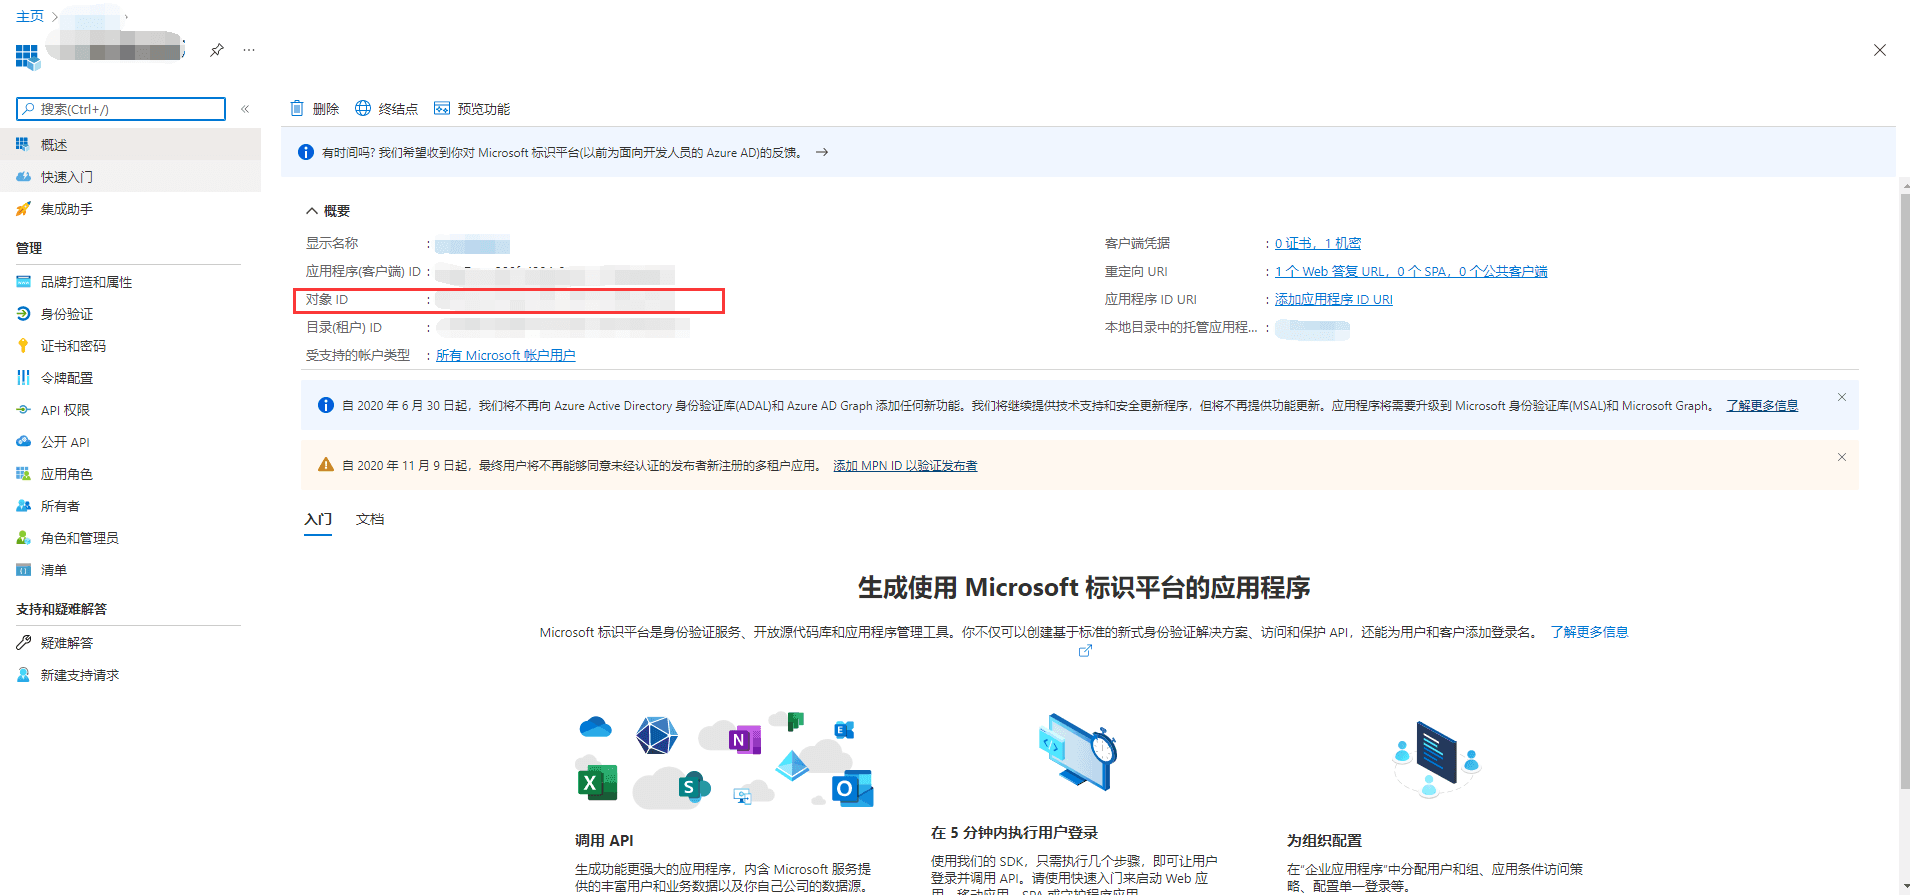 主页
搜索(Ctrl+/)
«
删除
终结点
预览功能
概述
快速入门
集成助手
管理
品牌打造和属性
身份验证
证书和密码
令牌配置
API 权限
公开 API
应用角色
所有者
角色和管理员
清单
支持和疑难解答
疑难解答
新建支持请求
有时间吗? 我们希望收到你对 Microsoft 标识平台(以前为面向开发人员的 Azure AD)的反馈。 →
概要
显示名称 :
应用程序(客户端) ID :
对象 ID :
目录(租户) ID :
受支持的帐户类型 : 所有 Microsoft 帐户用户
客户端凭据 : 0 证书，1 机密
重定向 URI : 1 个 Web 答复 URL，0 个 SPA，0 个公共客户端
应用程序 ID URI : 添加应用程序 ID URI
本地目录中的托管应用程... :
自 2020 年 6 月 30 日起，我们将不再向 Azure Active Directory 身份验证库(ADAL)和 Azure AD Graph 添加任何新功能。我们将继续提供技术支持和安全更新程序，但将不再提供功能更新。应用程序将需要升级到 Microsoft 身份验证库(MSAL)和 Microsoft Graph。 了解更多信息
自 2020 年 11 月 9 日起，最终用户将不再能够同意未经认证的发布者新注册的多租户应用。 添加 MPN ID 以验证发布者
入门 文档
生成使用 Microsoft 标识平台的应用程序
Microsoft 标识平台是身份验证服务、开放源代码库和应用程序管理工具。你不仅可以创建基于标准的新式身份验证解决方案、访问和保护 API，还能为用户和客户添加登录名。 了解更多信息
N
E
X
S
O
调用 API
生成功能更强大的应用程序，内含 Microsoft 服务提
供的丰富用户和业务数据以及你自己公司的数据源。
在 5 分钟内执行用户登录
使用我们的 SDK，只需执行几个步骤，即可让用户
登录并调用 API。请使用快速入门来启动 Web 应
用、移动应用、SPA 或守护程序应用。
为组织配置
在“企业应用程序”中分配用户和组、应用条件访问策
略、配置单一登录等。